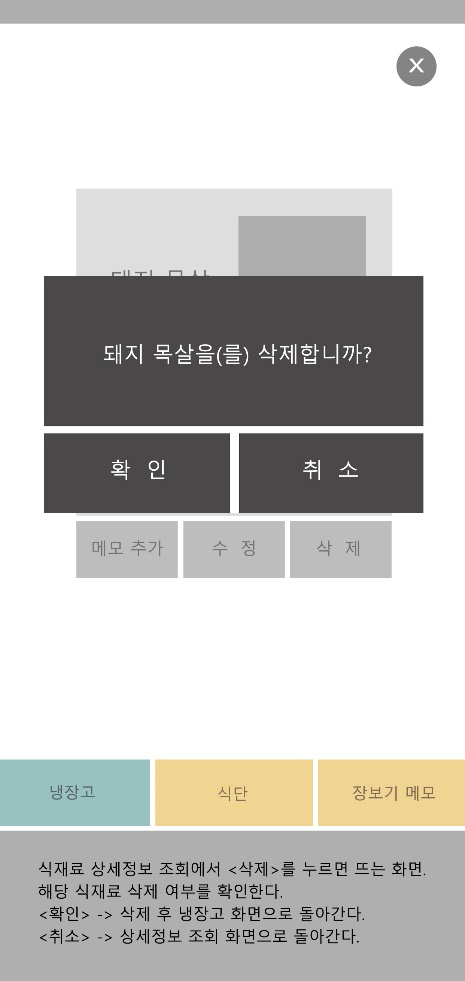 X
돼지 목살
돼지 목살을(를) 삭제합니까?
확 인
취 소
메모 추가
수 정
삭 제
냉장고
식단
장보기 메모
식재료 상세정보 조회에서 <삭제>를 누르면 뜨는 화면.
해당 식재료 삭제 여부를 확인한다.
<확인> -> 삭제 후 냉장고 화면으로 돌아간다.
<취소> -> 상세정보 조회 화면으로 돌아간다.